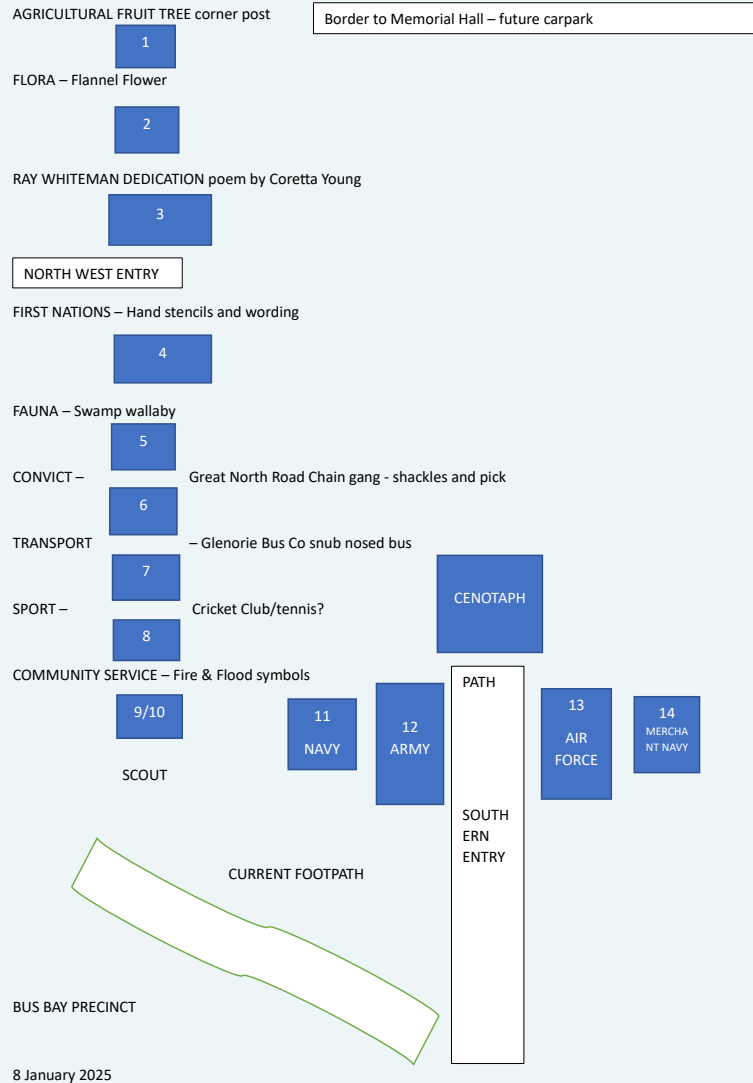 AGRICULTURAL FRUIT TREE corner post
Border to Memorial Hall – future carpark
1
FLORA – Flannel Flower
2
RAY WHITEMAN DEDICATION poem by Coretta Young
3
NORTH WEST ENTRY
FIRST NATIONS – Hand stencils and wording
4
FAUNA – Swamp wallaby
5
CONVICT – Great North Road Chain gang - shackles and pick
6
TRANSPORT – Glenorie Bus Co snub nosed bus
7
CENOTAPH
SPORT – Cricket Club/tennis?
8
COMMUNITY SERVICE – Fire & Flood symbols
9/10
SCOUT
11
NAVY
12
ARMY
PATH
SOUTH
ERN
ENTRY
13
AIR
FORCE
14
MERCHA
NT NAVY
CURRENT FOOTPATH
BUS BAY PRECINCT
8 January 2025